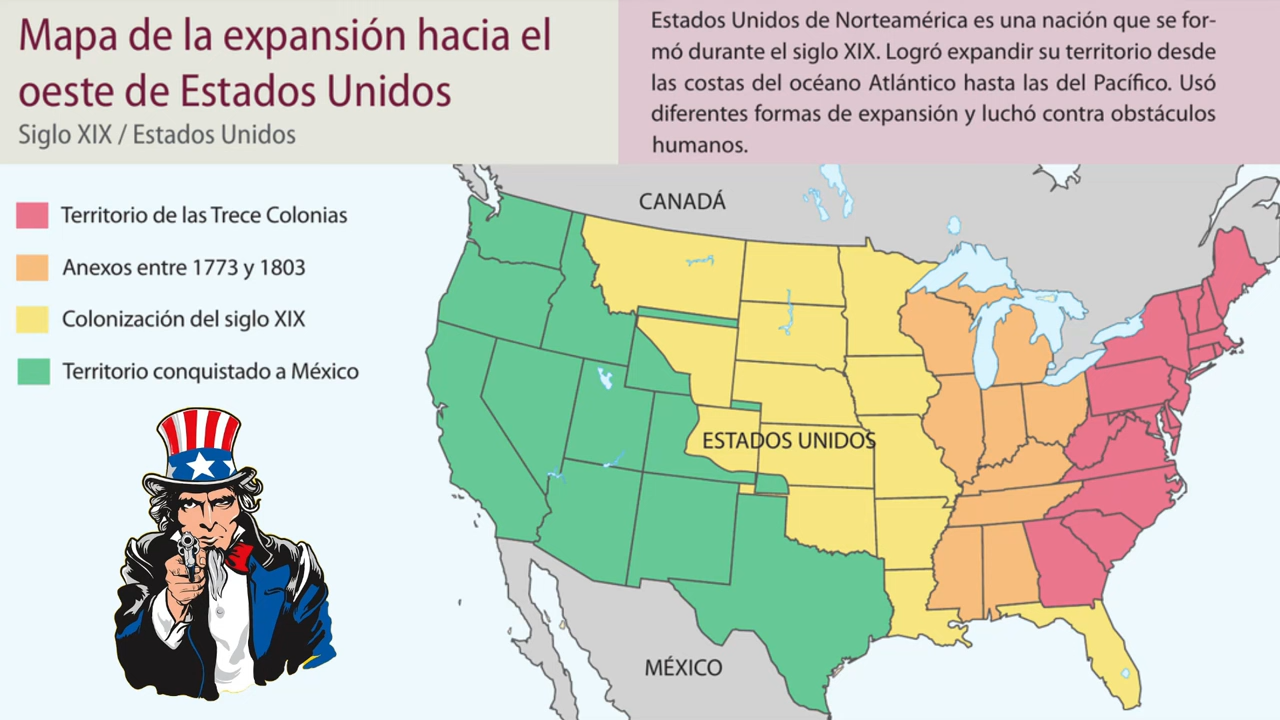 Mapa de la expansión hacia el
oeste de Estados Unidos
Siglo XIX / Estados Unidos
Estados Unidos de Norteamérica es una nación que se for-
mó durante el siglo XIX. Logró expandir su territorio desde
las costas del océano Atlántico hasta las del Pacífico. Usó
diferentes formas de expansión y luchó contra obstáculos
humanos.
Territorio de las Trece Colonias
Anexos entre 1773 y 1803
Colonización del siglo XIX
Territorio conquistado a México
CANADÁ
ESTADOS UNIDOS
MÉXICO